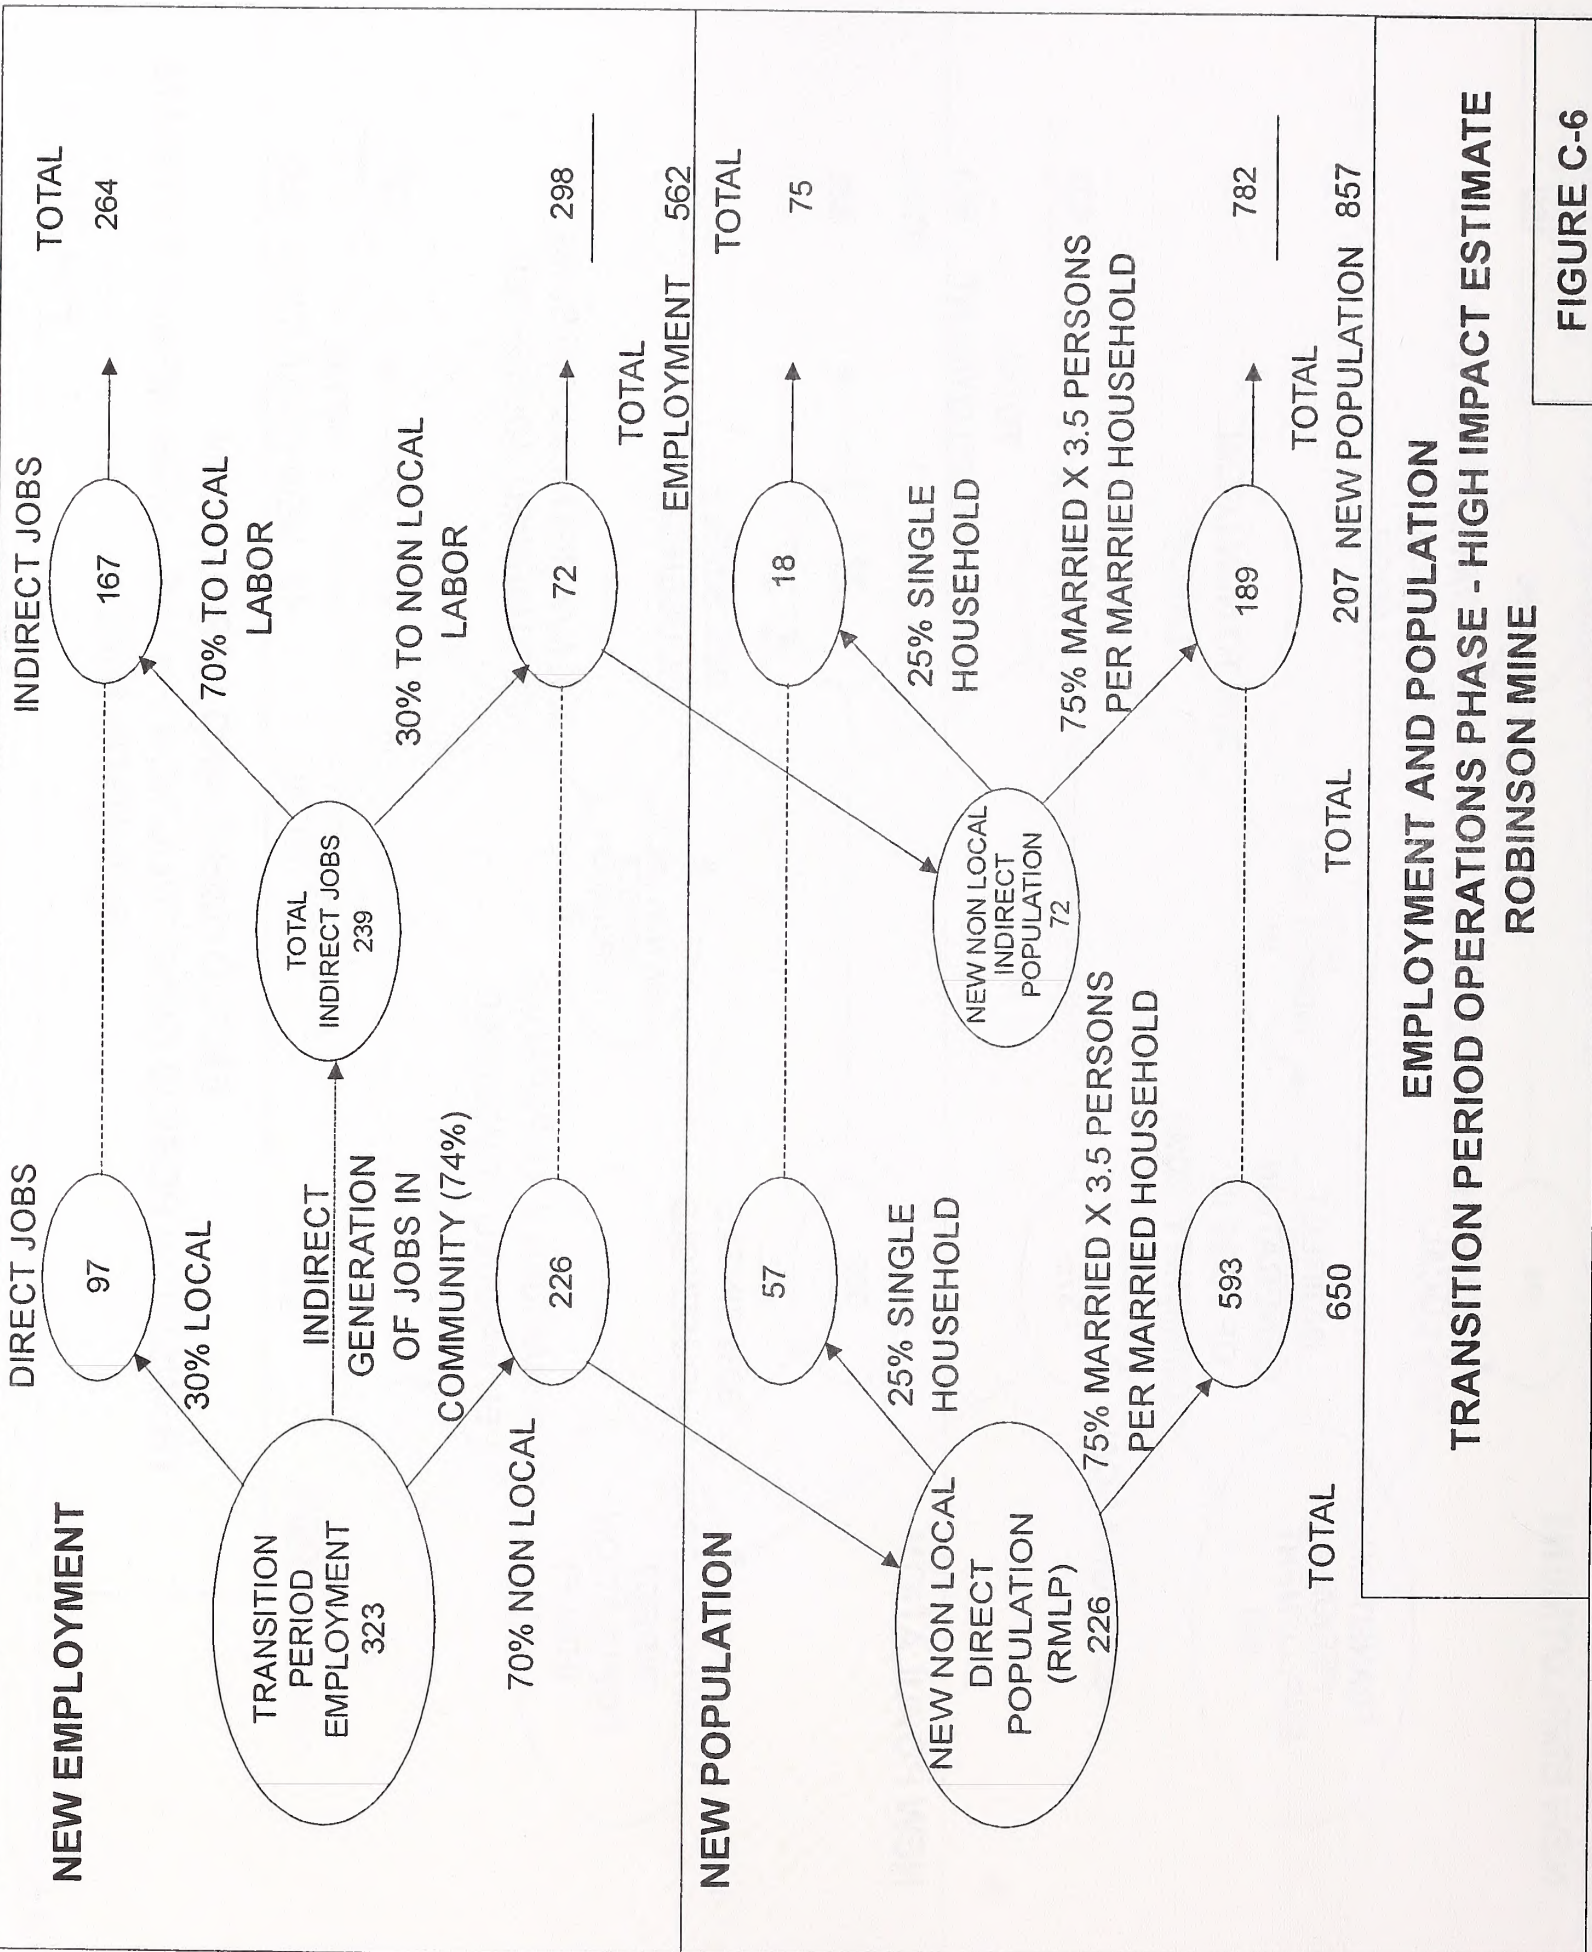 NEW EMPLOYMENT
DIRECT JOBS
INDIRECT JOBS
TOTAL
97
167
264
30% LOCAL
70% TO LOCAL
LABOR
TRANSITION
PERIOD
EMPLOYMENT
323
INDIRECT
GENERATION
OF JOBS IN
COMMUNITY (74%)
TOTAL
INDIRECT JOBS
239
30% TO NON LOCAL
LABOR
70% NON LOCAL
226
72
298
TOTAL
EMPLOYMENT 562
NEW POPULATION
TOTAL
57
18
75
25% SINGLE
HOUSEHOLD
25% SINGLE
HOUSEHOLD
NEW NON LOCAL
DIRECT
POPULATION
(RMLP)
226
NEW NON LOCAL
INDIRECT
POPULATION
72
75% MARRIED X 3.5 PERSONS
PER MARRIED HOUSEHOLD
75% MARRIED X 3.5 PERSONS
PER MARRIED HOUSEHOLD
593
189
782
TOTAL
650
TOTAL
207
TOTAL
NEW POPULATION 857
EMPLOYMENT AND POPULATION
TRANSITION PERIOD OPERATIONS PHASE - HIGH IMPACT ESTIMATE
ROBINSON MINE
FIGURE C-6